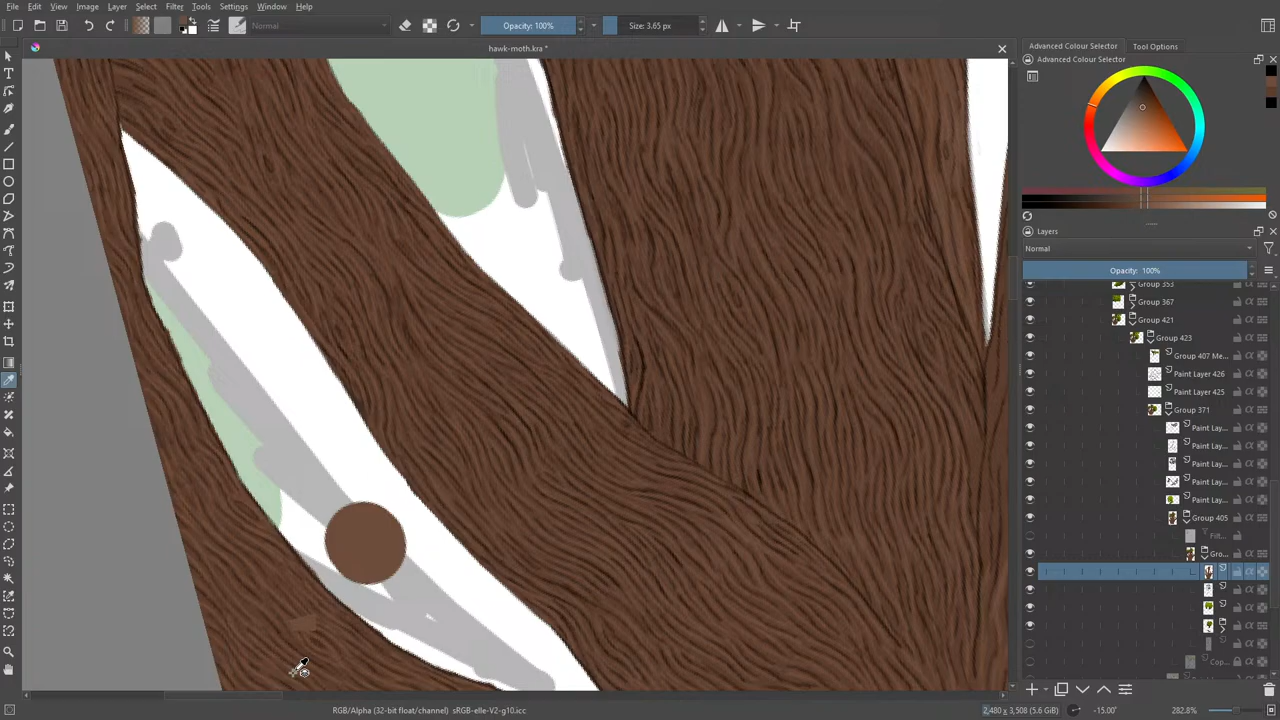 File Edit View Image Layer Select Filter Tools Settings Window Help
Normal Opacity: 100% Size: 3.65 px
hawk-moth.kra *
Advanced Colour Selector Tool Options
Advanced Colour Selector
Layers
Normal
Opacity: 100%
Group 353
Group 367
Group 421
Group 423
Group 407 Me...
Paint Layer 426
Paint Layer 425
Group 371
Paint Lay...
Paint Lay...
Paint Lay...
Paint Lay...
Paint Lay...
Group 405
Filt...
Gro...
Cop...
RGB/Alpha (32-bit float/channel) sRGB-elle-V2-g10.icc 2,480 x 3,508 (5.6 GiB) -15.00° 282.8%